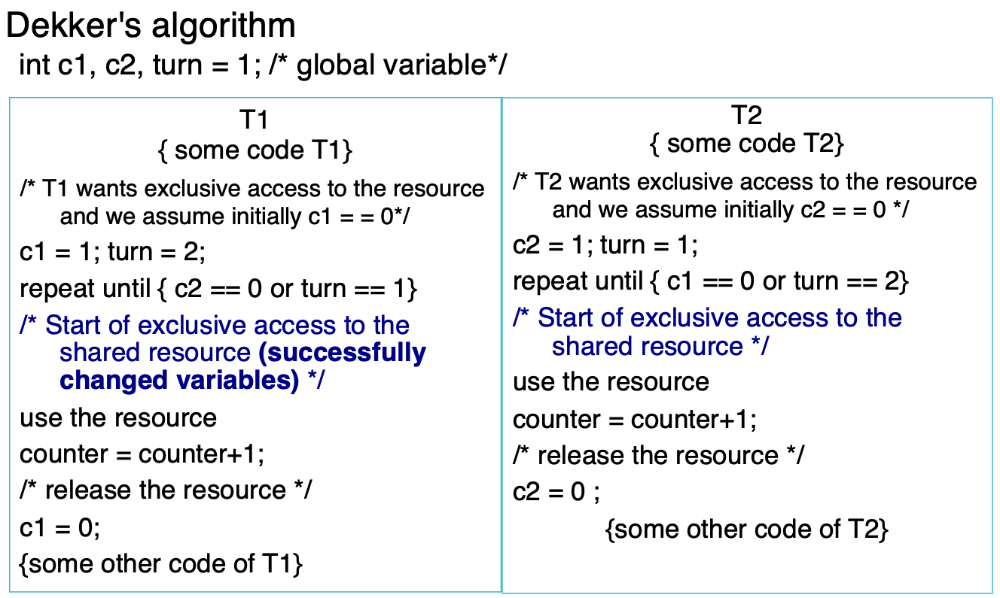 Dekker's algorithm
int c1, c2, turn = 1; /* global variable*/
T1
{ some code T1}
/* T1 wants exclusive access to the resource
and we assume initially c1 = = 0*/
c1 = 1; turn = 2;
repeat until { c2 == 0 or turn == 1}
/* Start of exclusive access to the
shared resource (successfully
changed variables) */
use the resource
counter = counter+1;
/* release the resource */
c1 = 0;
{some other code of T1}
T2
{ some code T2}
/* T2 wants exclusive access to the resource
and we assume initially c2 = = 0 */
c2 = 1; turn = 1;
repeat until { c1 == 0 or turn == 2}
/* Start of exclusive access to the
shared resource */
use the resource
counter = counter+1;
/* release the resource */
c2 = 0 ;
{some other code of T2}